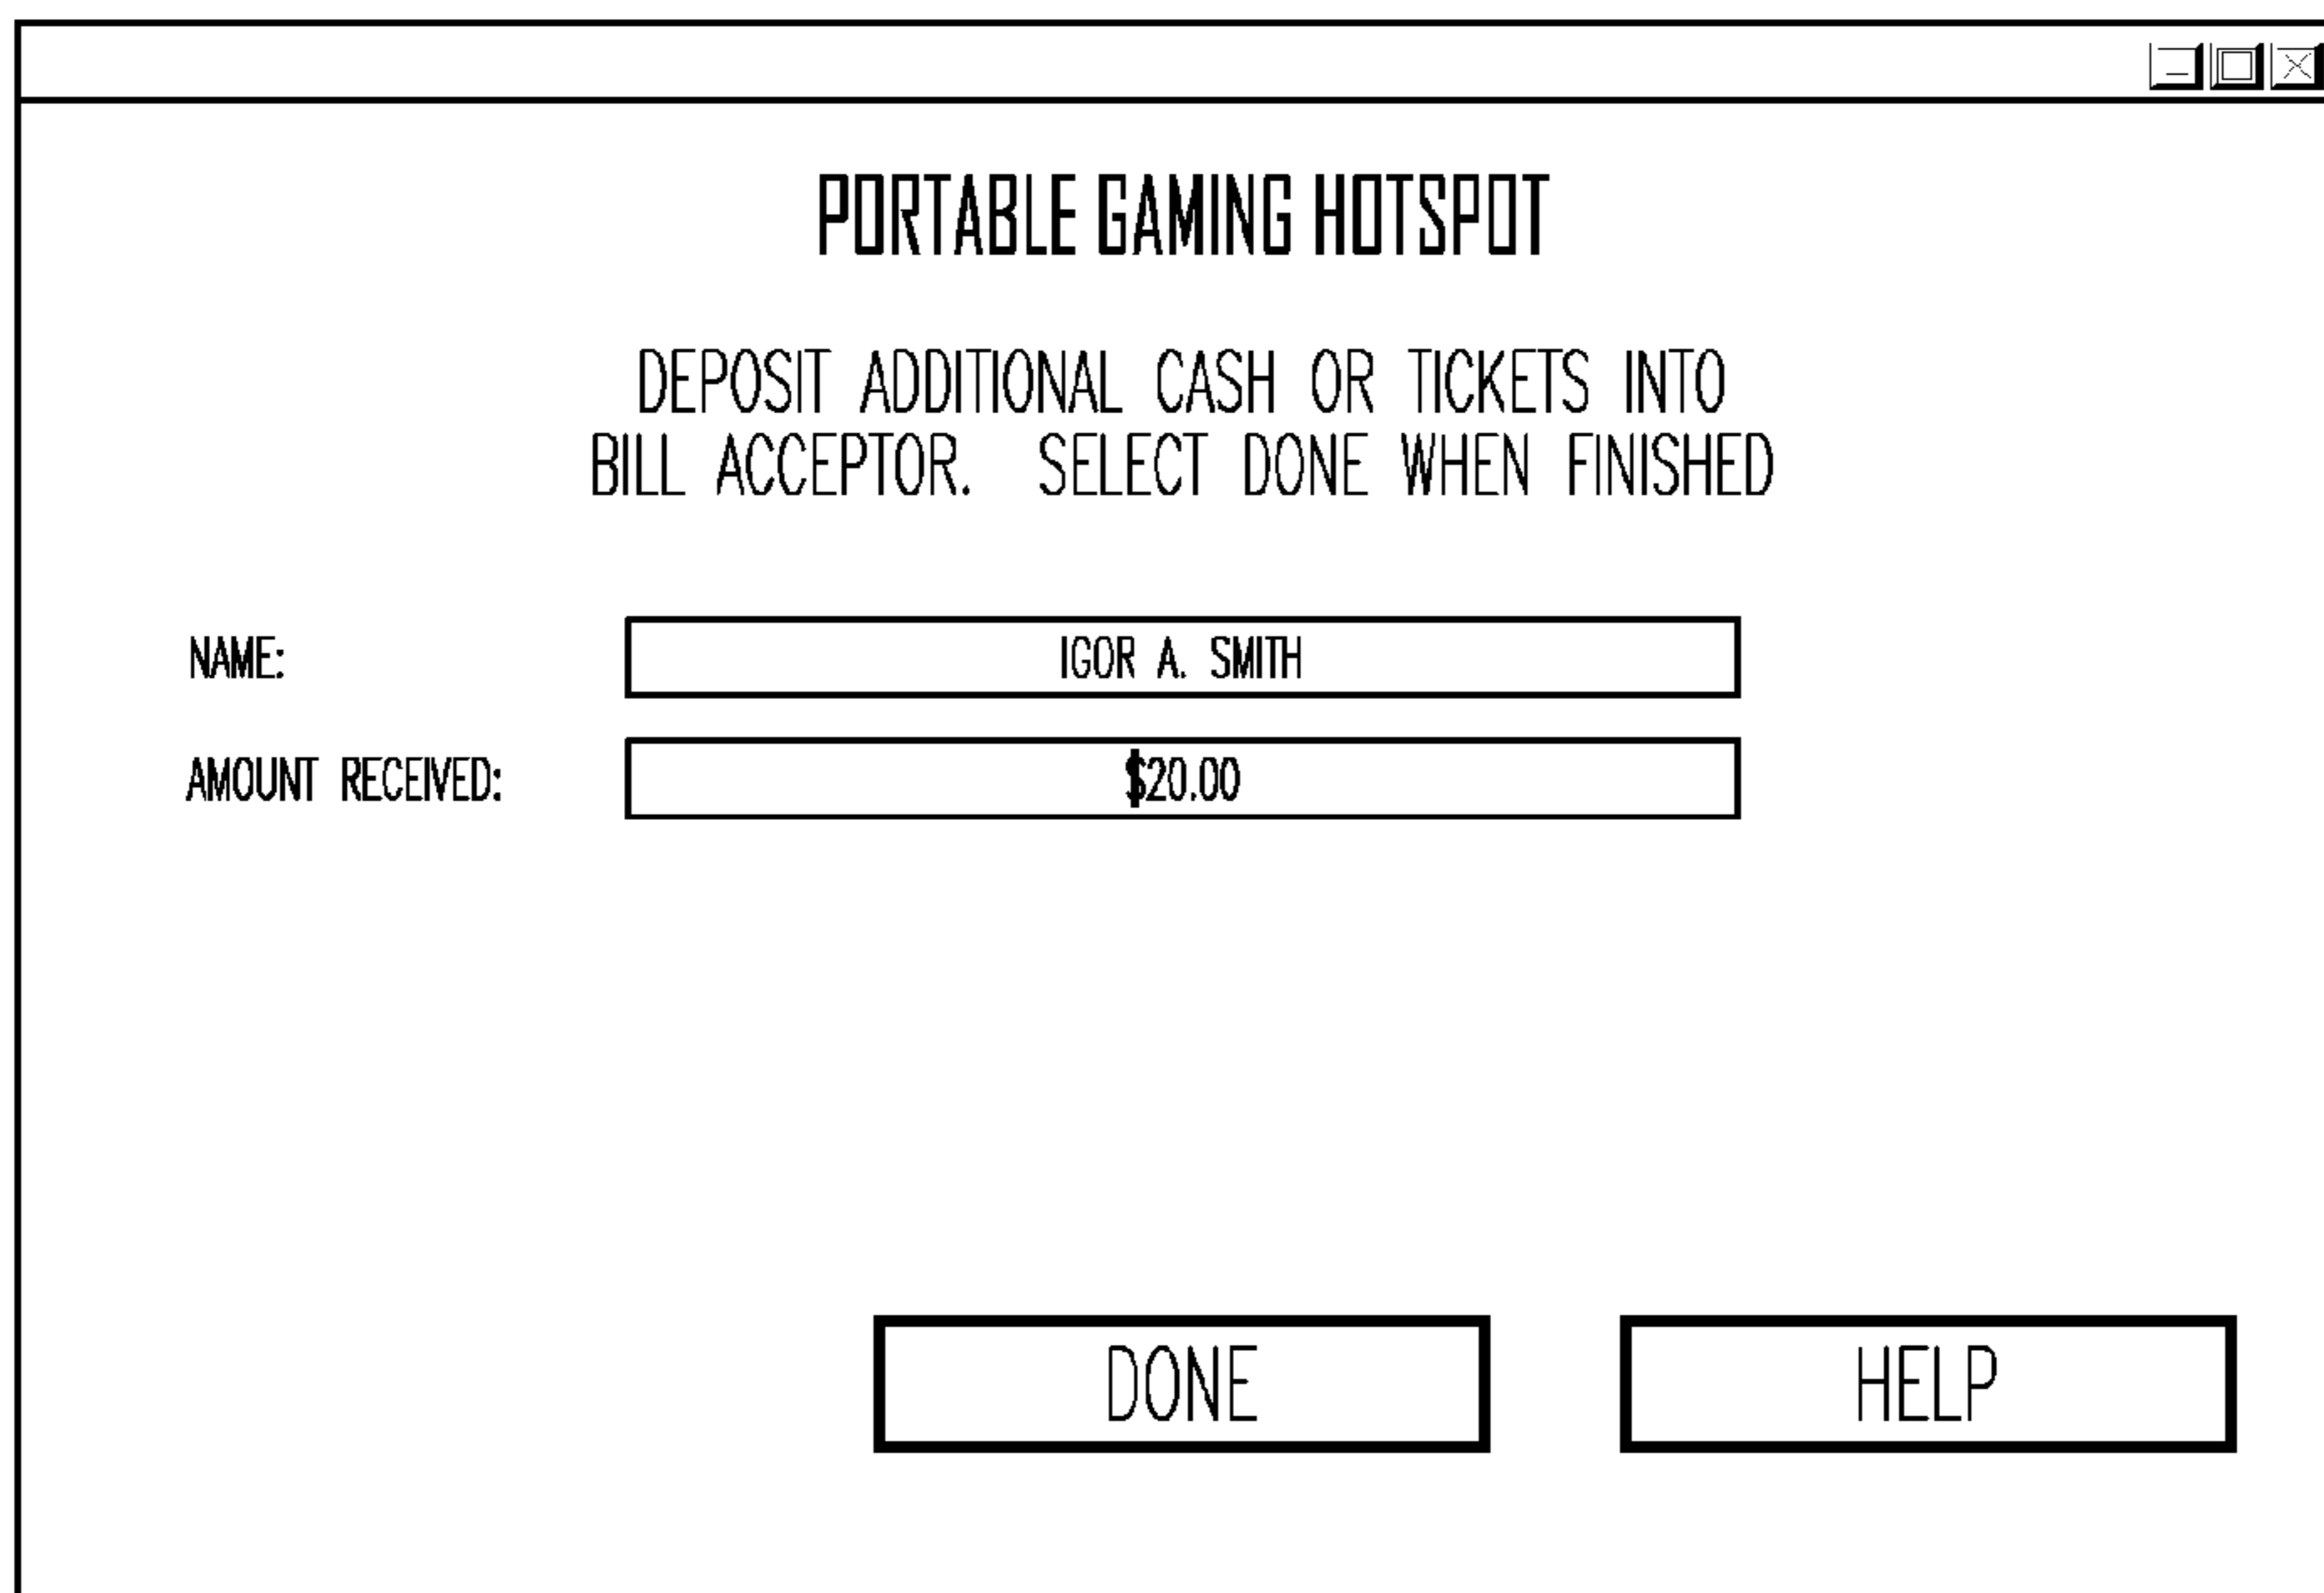 PORTABLE GAMING HOTSPOT
DEPOSIT ADDITIONAL CASH OR TICKETS INTO
BILL ACCEPTOR. SELECT DONE WHEN FINISHED
NAME: IGOR A. SMITH
AMOUNT RECEIVED: $20.00
DONE HELP